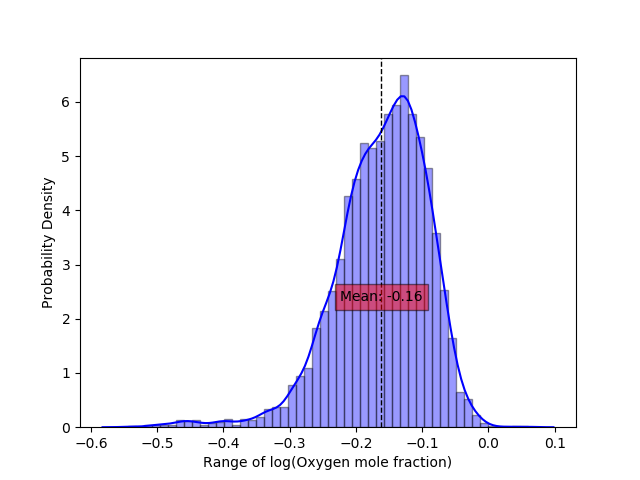 6
5
4
3
2
1
0
Probability Density
Mean: -0.16
−0.6 −0.5 −0.4 −0.3 −0.2 −0.1 0.0 0.1
Range of log(Oxygen mole fraction)